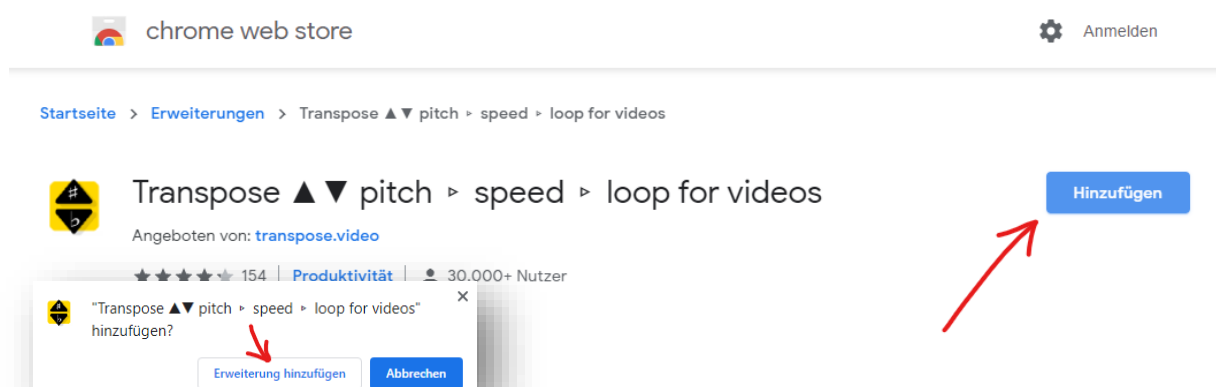 chrome web store
Anmelden
Startseite > Erweiterungen > Transpose ▲▼ pitch ▹ speed ▹ loop for videos
Transpose ▲▼ pitch ▹ speed ▹ loop for videos
Hinzufügen
Angeboten von: transpose.video
154 | Produktivität | 30.000+ Nutzer
"Transpose ▲▼ pitch ▹ speed ▹ loop for videos"
hinzufügen?
Erweiterung hinzufügen
Abbrechen